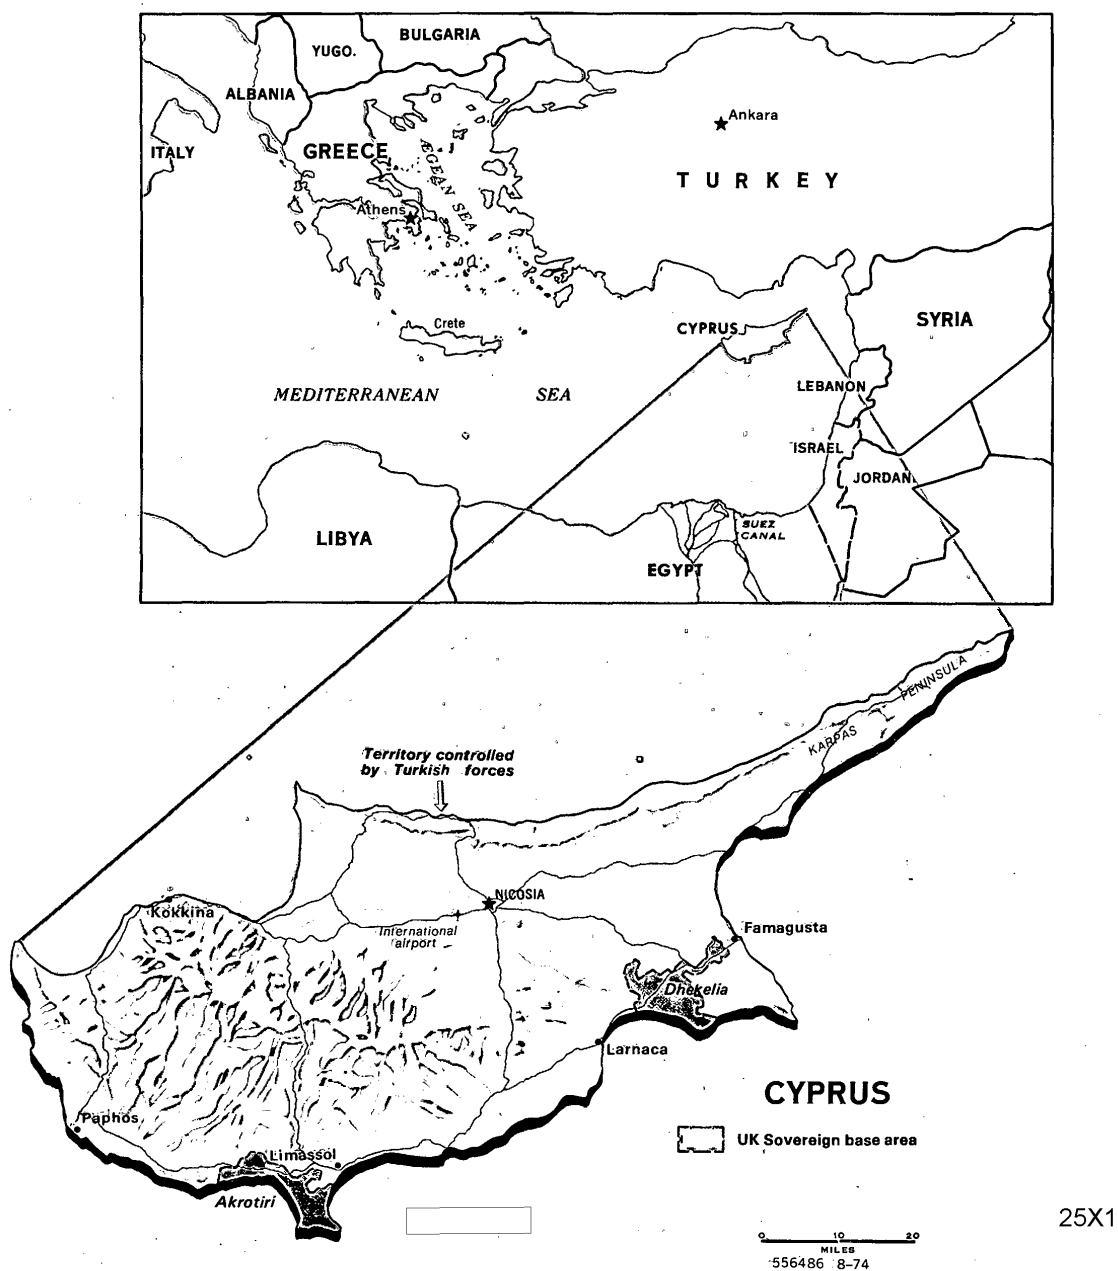 BULGARIA
YUGO.
ALBANIA
Ankara
ITALY
GREECE
ÆGEAN SEA
TURKEY
Athens
Crete
CYPRUS
SYRIA
MEDITERRANEAN SEA
LEBANON
ISRAEL
JORDAN
SUEZ
CANAL
LIBYA
EGYPT
KARPAS PENINSULA
Territory controlled
by Turkish forces
NICOSIA
Kokkina
International
airport
Famagusta
Dhekelia
Larnaca
CYPRUS
Paphos
UK Sovereign base area
Limassol
Akrotiri
25X1
0 10 20
MILES
556486 8-74